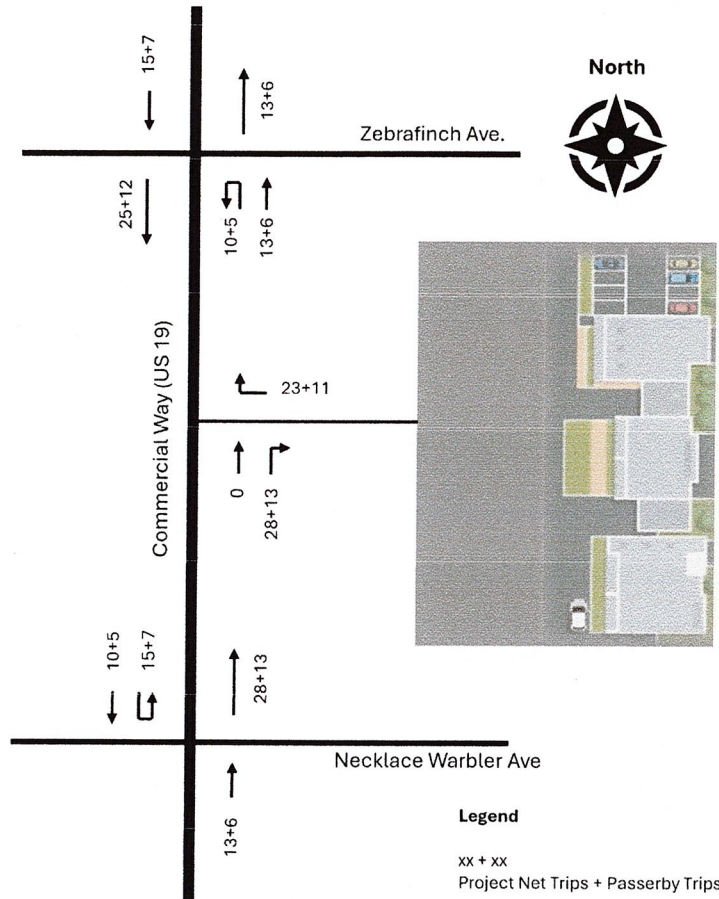 15+7
13+6
North
Zebrafinch Ave.
25+12
10+5
13+6
Commercial Way (US 19)
23+11
0
28+13
10+5
15+7
28+13
Necklace Warbler Ave
13+6
Legend
xx + xx
Project Net Trips + Passerby Trips